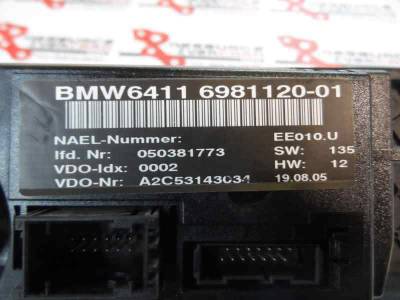 BMW6411 6981120-01
NAEL-Nummer: EE010.U
lfd. Nr: 050381773 SW: 135
VDO-Idx: 0002 HW: 12
VDO-Nr: A2C53143034 19.08.05